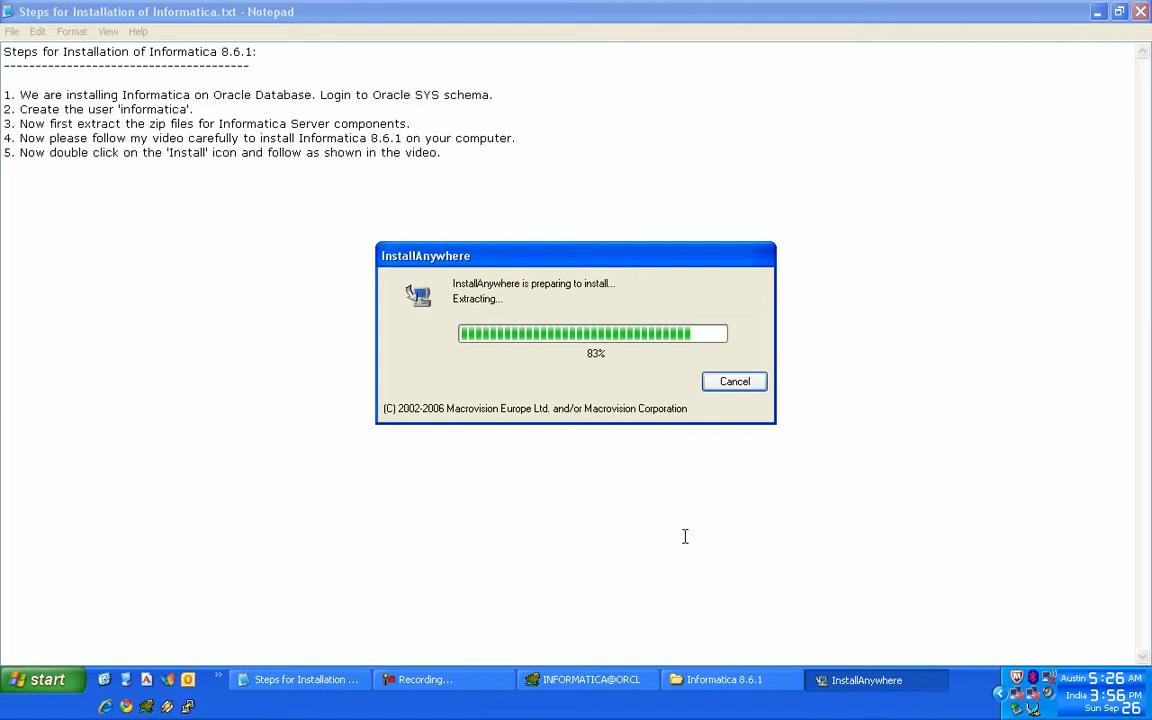 Steps for Installation of Informatica.txt - Notepad
File Edit Format View Help
Steps for Installation of Informatica 8.6.1:
--------------------------------------
1. We are installing Informatica on Oracle Database. Login to Oracle SYS schema.
2. Create the user 'informatica'.
3. Now first extract the zip files for Informatica Server components.
4. Now please follow my video carefully to install Informatica 8.6.1 on your computer.
5. Now double click on the 'Install' icon and follow as shown in the video.
InstallAnywhere
InstallAnywhere is preparing to install...
Extracting...
83%
Cancel
(C) 2002-2006 Macrovision Europe Ltd. and/or Macrovision Corporation
start
Steps for Installation ...
Recording...
INFORMATICA@ORCL
Informatica 8.6.1
InstallAnywhere
Austin 5:26 AM
India 3:56 PM
Sun Sep 26